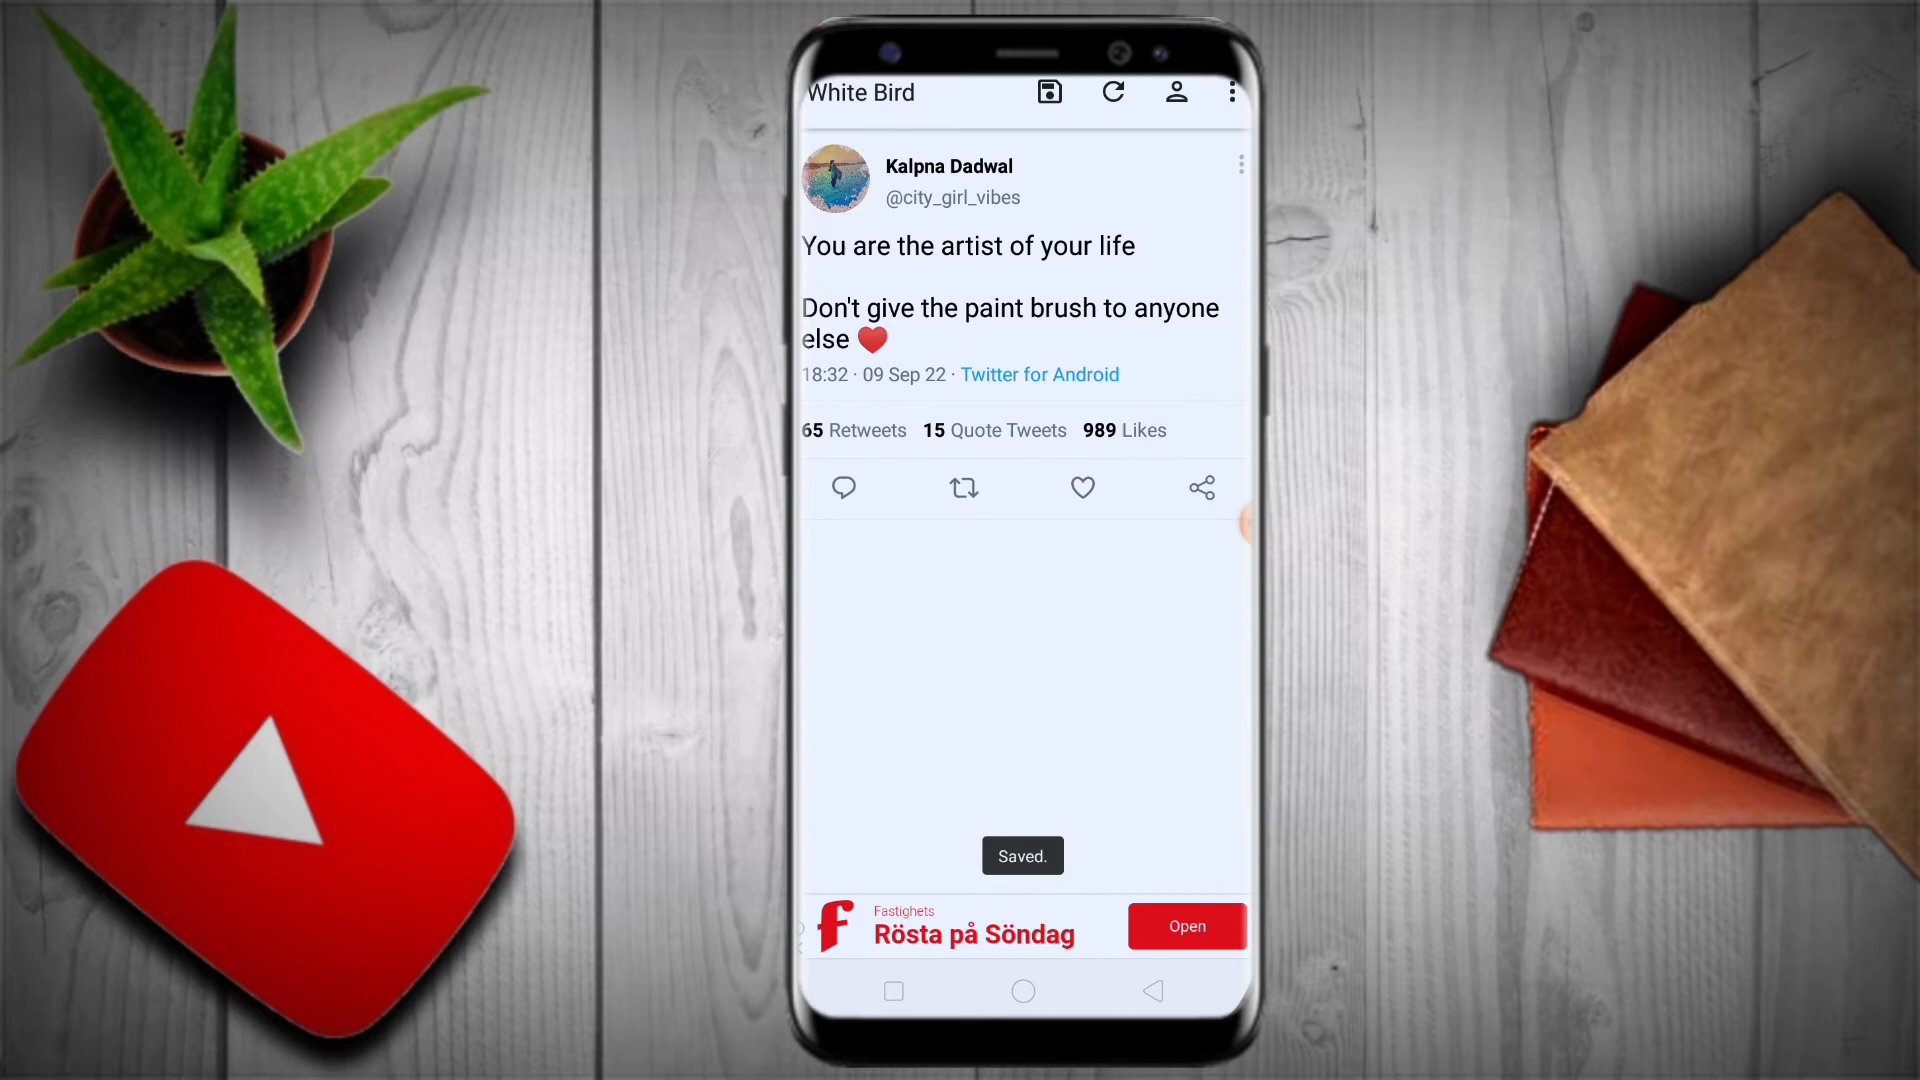 White Bird
Kalpna Dadwal
@city_girl_vibes
You are the artist of your life
Don't give the paint brush to anyone
else ❤️
18:32 · 09 Sep 22 · Twitter for Android
65 Retweets 15 Quote Tweets 989 Likes
Saved.
Fastighets
Rösta på Söndag
Open